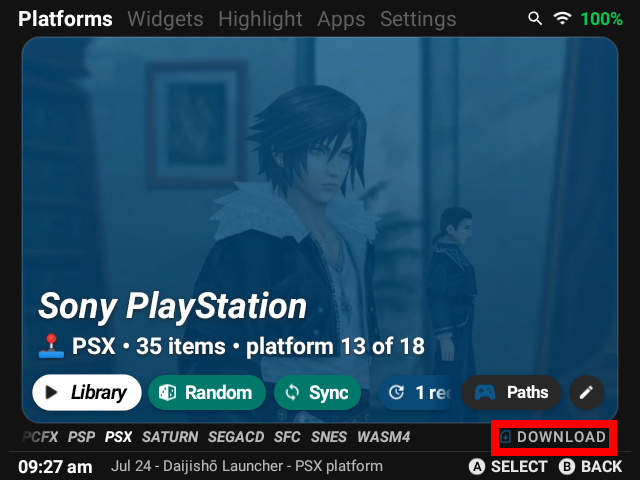 Platforms Widgets Highlight Apps Settings 100%
Sony PlayStation
PSX • 35 items • platform 13 of 18
Library Random Sync 1 Paths
PCFX PSP PSX SATURN SEGACD SFC SNES WASM4 DOWNLOAD
09:27 am Jul 24 - Daijishō Launcher - PSX platform A SELECT B BACK